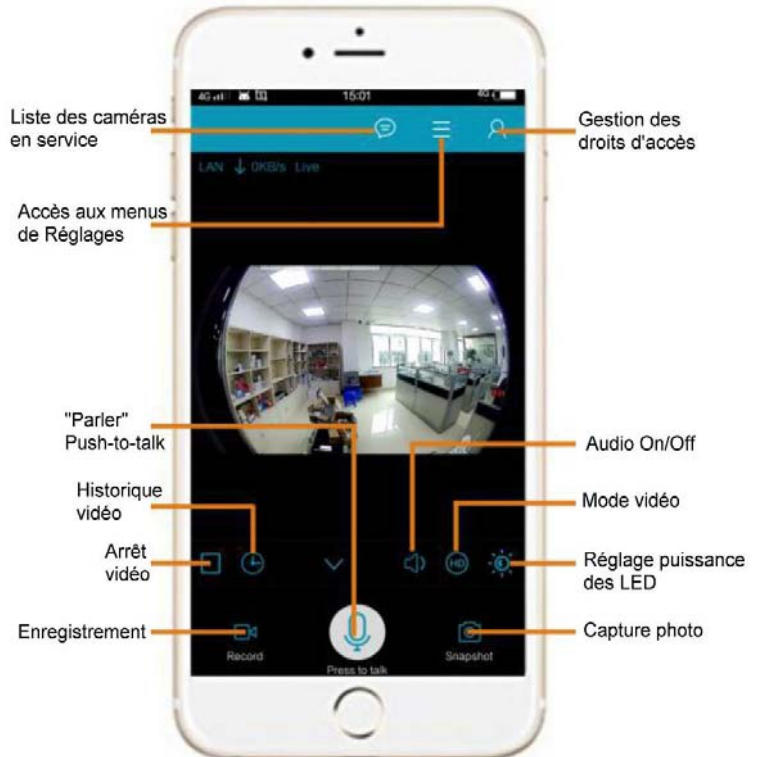 4G
15:01
4G
Liste des caméras
en service
Gestion des
droits d'accès
LAN ↓ 0KB/s Live
Accès aux menus
de Réglages
"Parler"
Push-to-talk
Audio On/Off
Historique
vidéo
Mode vidéo
Arrêt
vidéo
HD
Réglage puissance
des LED
Enregistrement
Capture photo
Record
Press to talk
Snapshot